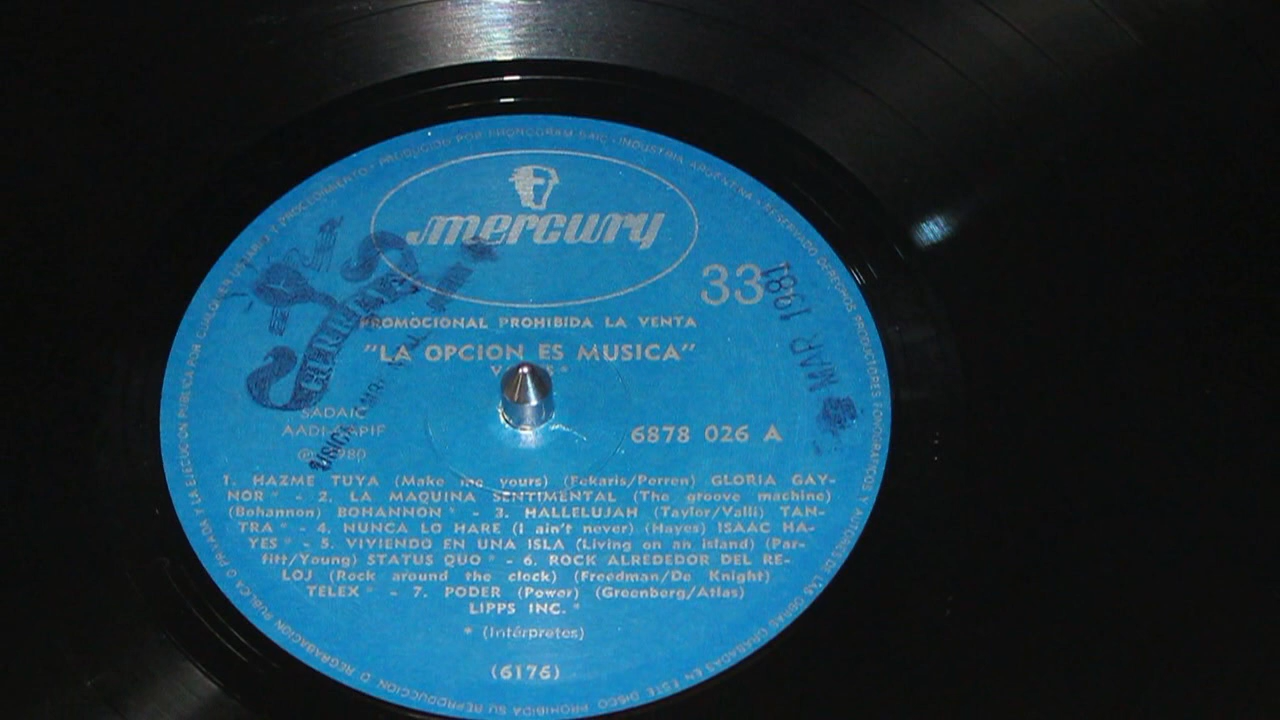 PRODUCIDO POR PHONOGRAM SAIC - INDUSTRIA ARGENTINA - RESERVADO DERECHOS PRODUCTORES FONOGRAFICOS Y AUTORES DE LAS OBRAS GRABADAS EN ESTE DISCO PROHIBIDA SU REPRODUCCION O REGRABACION PUBLICA O PRIVADA Y LA EJECUCION PUBLICA POR CUALQUIER
mercury
33
MAR 1981
PROMOCIONAL PROHIBIDA LA VENTA
"LA OPCION ES MUSICA"
SADAIC
6878 026 A
1. HAZME TUYA (Make me yours) (Fekaris/Perren) GLORIA GAY-
NOR* - 2. LA MAQUINA SENTIMENTAL (The groove machine)
(Bohannon) BOHANNON* - 3. HALLELUJAH (Taylor/Valli) TAN-
TRA* - 4. NUNCA LO HARE (I ain't never) (Hayes) ISAAC HA-
YES* - 5. VIVIENDO EN UNA ISLA (Living on an island) (Par-
fitt/Young) STATUS QUO* - 6. ROCK ALREDEDOR DEL RE-
LOJ (Rock around the clock) (Freedman/De Knight)
TELEX* - 7. PODER (Power) (Greenberg/Atlas)
LIPPS INC.*
* (Intérpretes)
(6176)